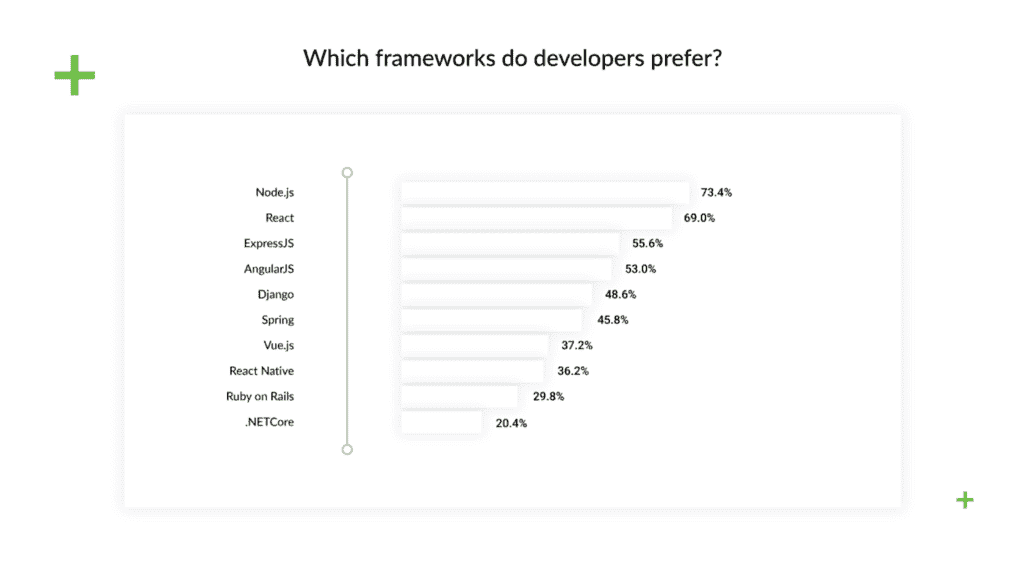 Which frameworks do developers prefer?
Node.js 73.4%
React 69.0%
ExpressJS 55.6%
AngularJS 53.0%
Django 48.6%
Spring 45.8%
Vue.js 37.2%
React Native 36.2%
Ruby on Rails 29.8%
.NETCore 20.4%